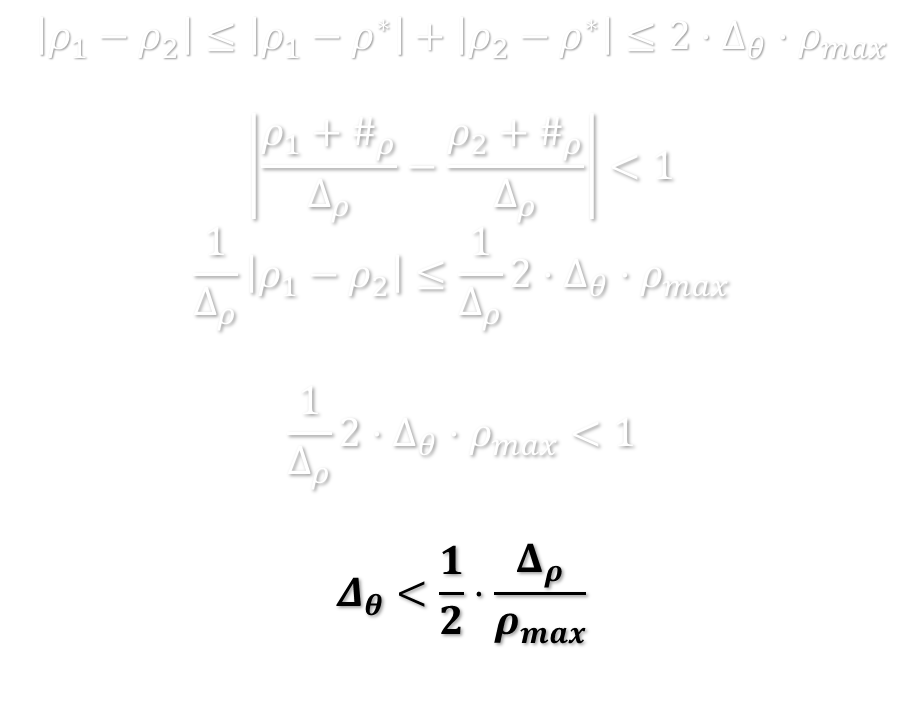 |ρ₁ − ρ₂| ≤ |ρ₁ − ρ*| + |ρ₂ − ρ*| ≤ 2 · Δ_θ · ρ_max
|(ρ₁ + #_ρ)/Δ_ρ − (ρ₂ + #_ρ)/Δ_ρ| < 1
1/Δ_ρ |ρ₁ − ρ₂| ≤ 1/Δ_ρ 2 · Δ_θ · ρ_max
1/Δ_ρ 2 · Δ_θ · ρ_max < 1
Δ_θ < 1/2 · Δ_ρ/ρ_max